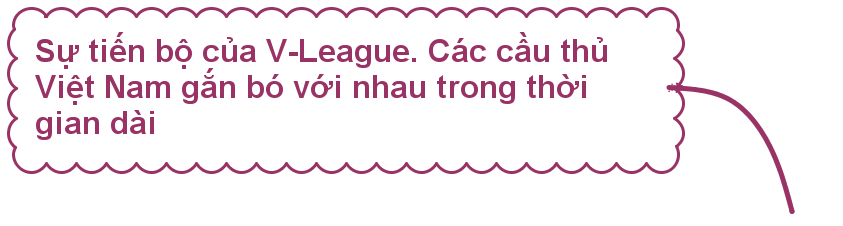 Sự tiến bộ của V-League. Các cầu thủ
Việt Nam gắn bó với nhau trong thời
gian dài